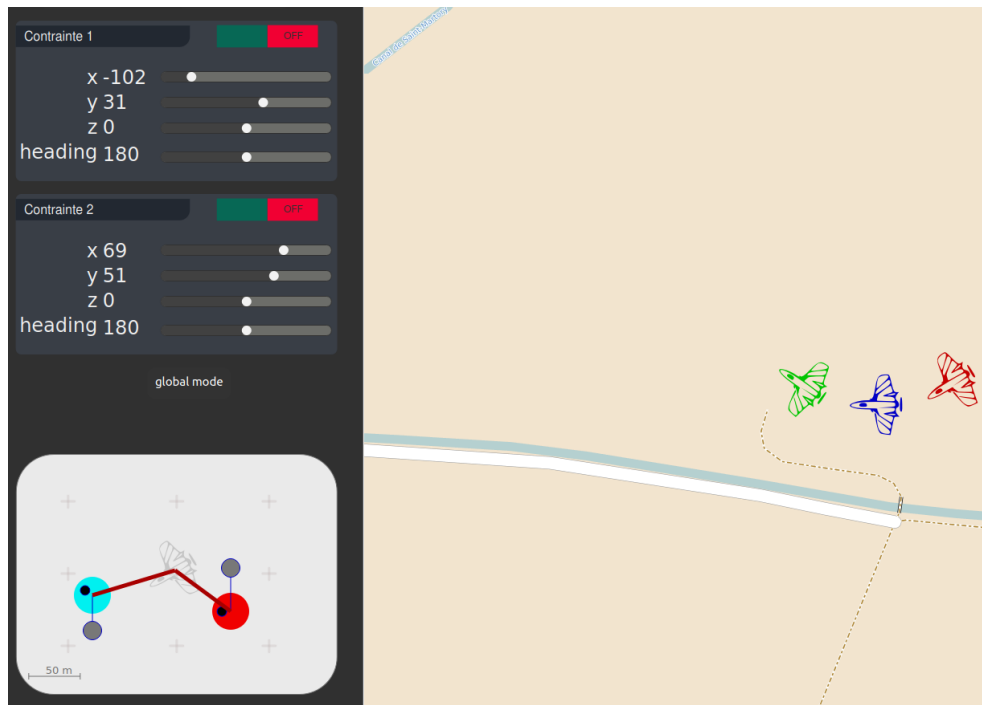 Contrainte 1
OFF
x -102
y 31
z 0
heading 180
Contrainte 2
OFF
x 69
y 51
z 0
heading 180
global mode
50 m